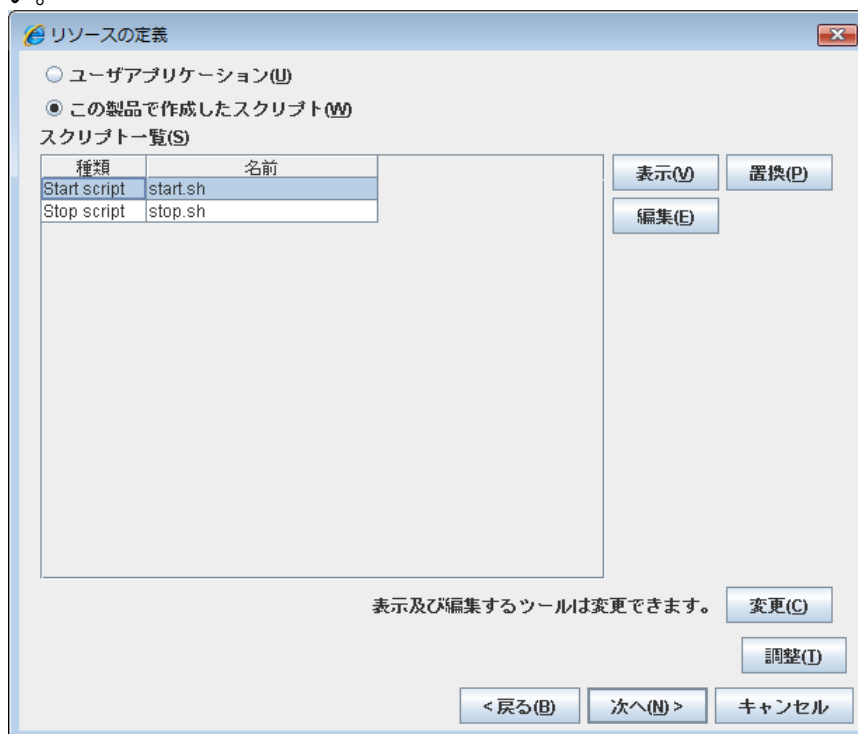 い。
リソースの定義
ユーザアプリケーション(U)
この製品で作成したスクリプト(W)
スクリプト一覧(S)
種類 名前
Start script start.sh
Stop script stop.sh
表示(V) 置換(P)
編集(E)
表示及び編集するツールは変更できます。 変更(C)
調整(T)
<戻る(B) 次へ(N)> キャンセル